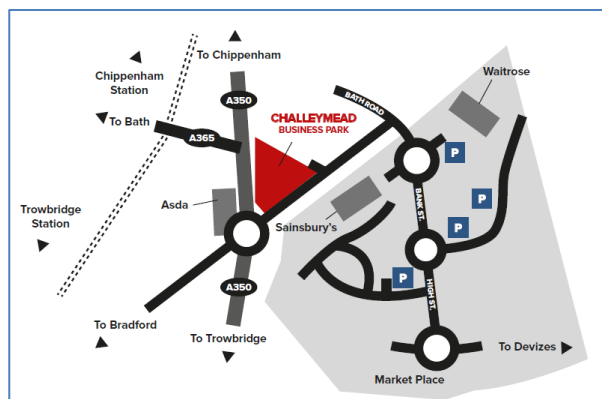 To Chippenham
Chippenham
Station
Waitrose
A350
BATH ROAD
To Bath
CHALLEYMEAD
BUSINESS PARK
A365
P
Asda
BANK ST.
P
Trowbridge
Station
Sainsbury's
P
P
A350
HIGH ST.
To Bradford
To Trowbridge
To Devizes
Market Place